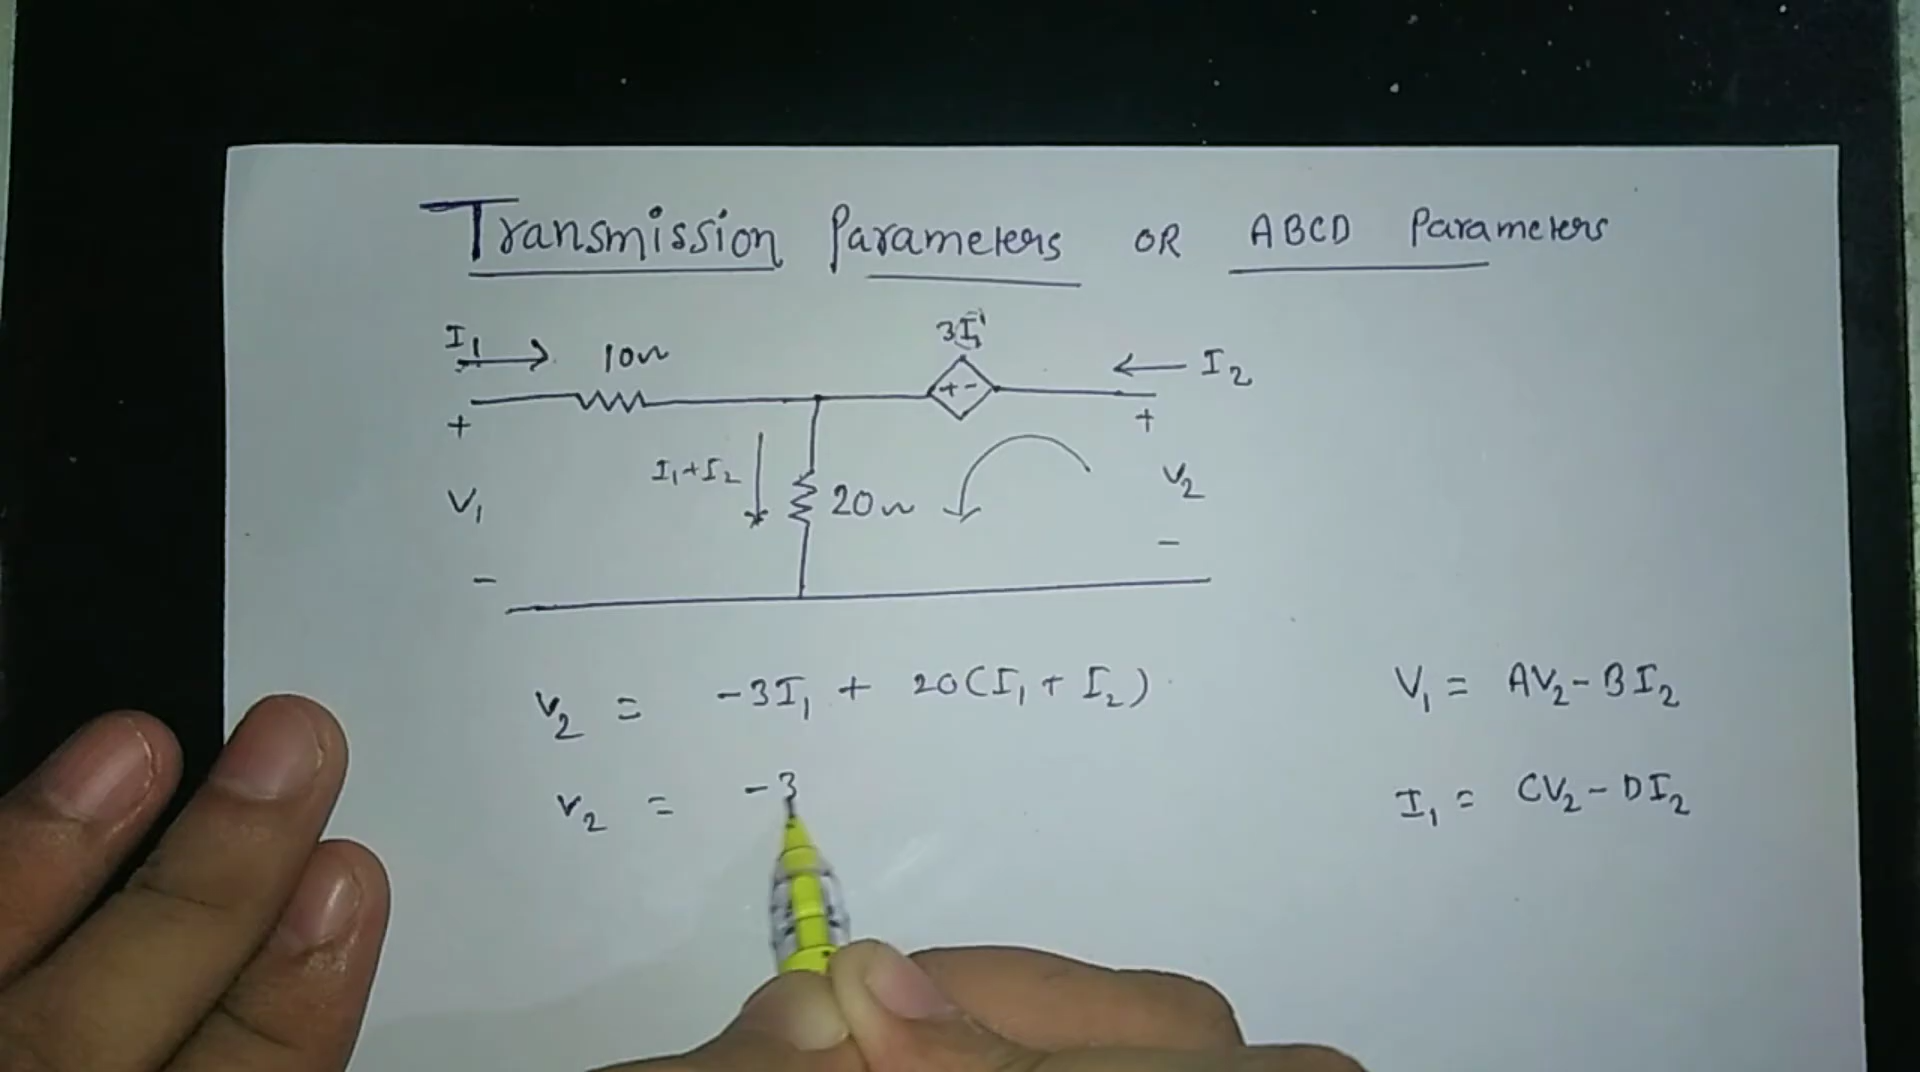 Transmission Parameters OR ABCD Parameters
I₁ 10Ω 3I₁ I₂
+ + - +
I₁+I₂
V₁ 20Ω V₂
- -
V₂ = -3I₁ + 20(I₁ + I₂) V₁ = AV₂-BI₂
V₂ = -3 I₁ = CV₂-DI₂